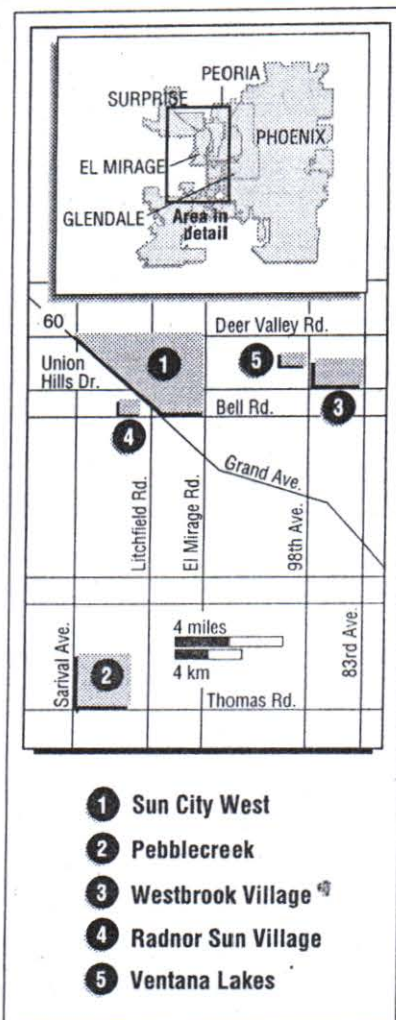 PEORIA
SURPRISE
PHOENIX
EL MIRAGE
GLENDALE
Area in
detail
60
Deer Valley Rd.
Union
Hills Dr.
1
5
3
4
Bell Rd.
Grand Ave.
Litchfield Rd.
El Mirage Rd.
98th Ave.
83rd Ave.
Sarival Ave.
4 miles
4 km
2
Thomas Rd.
1 Sun City West
2 Pebblecreek
3 Westbrook Village
4 Radnor Sun Village
5 Ventana Lakes